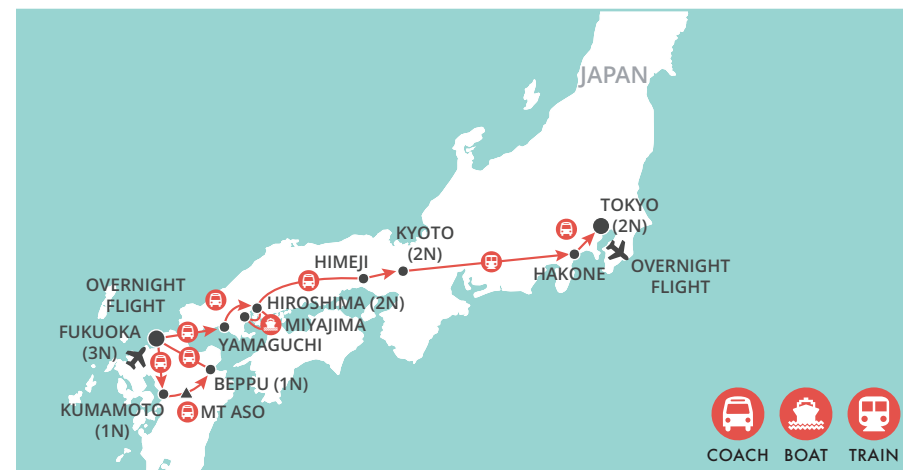 JAPAN
TOKYO
(2N)
KYOTO
(2N)
HIMEJI
HAKONE
OVERNIGHT
FLIGHT
OVERNIGHT
FLIGHT
HIROSHIMA (2N)
MIYAJIMA
FUKUOKA
(3N)
YAMAGUCHI
BEPPU (1N)
KUMAMOTO
(1N)
MT ASO
COACH BOAT TRAIN